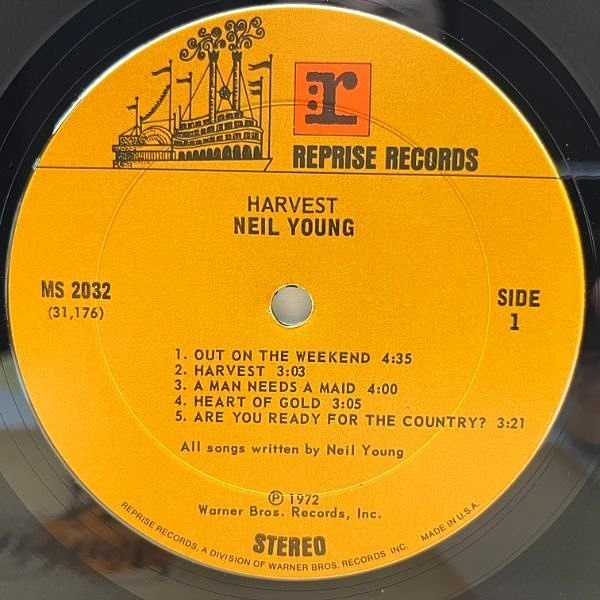 r
REPRISE RECORDS
HARVEST
NEIL YOUNG
MS 2032
(31,176)
SIDE
1
1. OUT ON THE WEEKEND 4:35
2. HARVEST 3:03
3. A MAN NEEDS A MAID 4:00
4. HEART OF GOLD 3:05
5. ARE YOU READY FOR THE COUNTRY? 3:21
All songs written by Neil Young
℗ 1972
Warner Bros. Records, Inc.
STEREO
REPRISE RECORDS, A DIVISION OF WARNER BROS. RECORDS INC. MADE IN U.S.A.